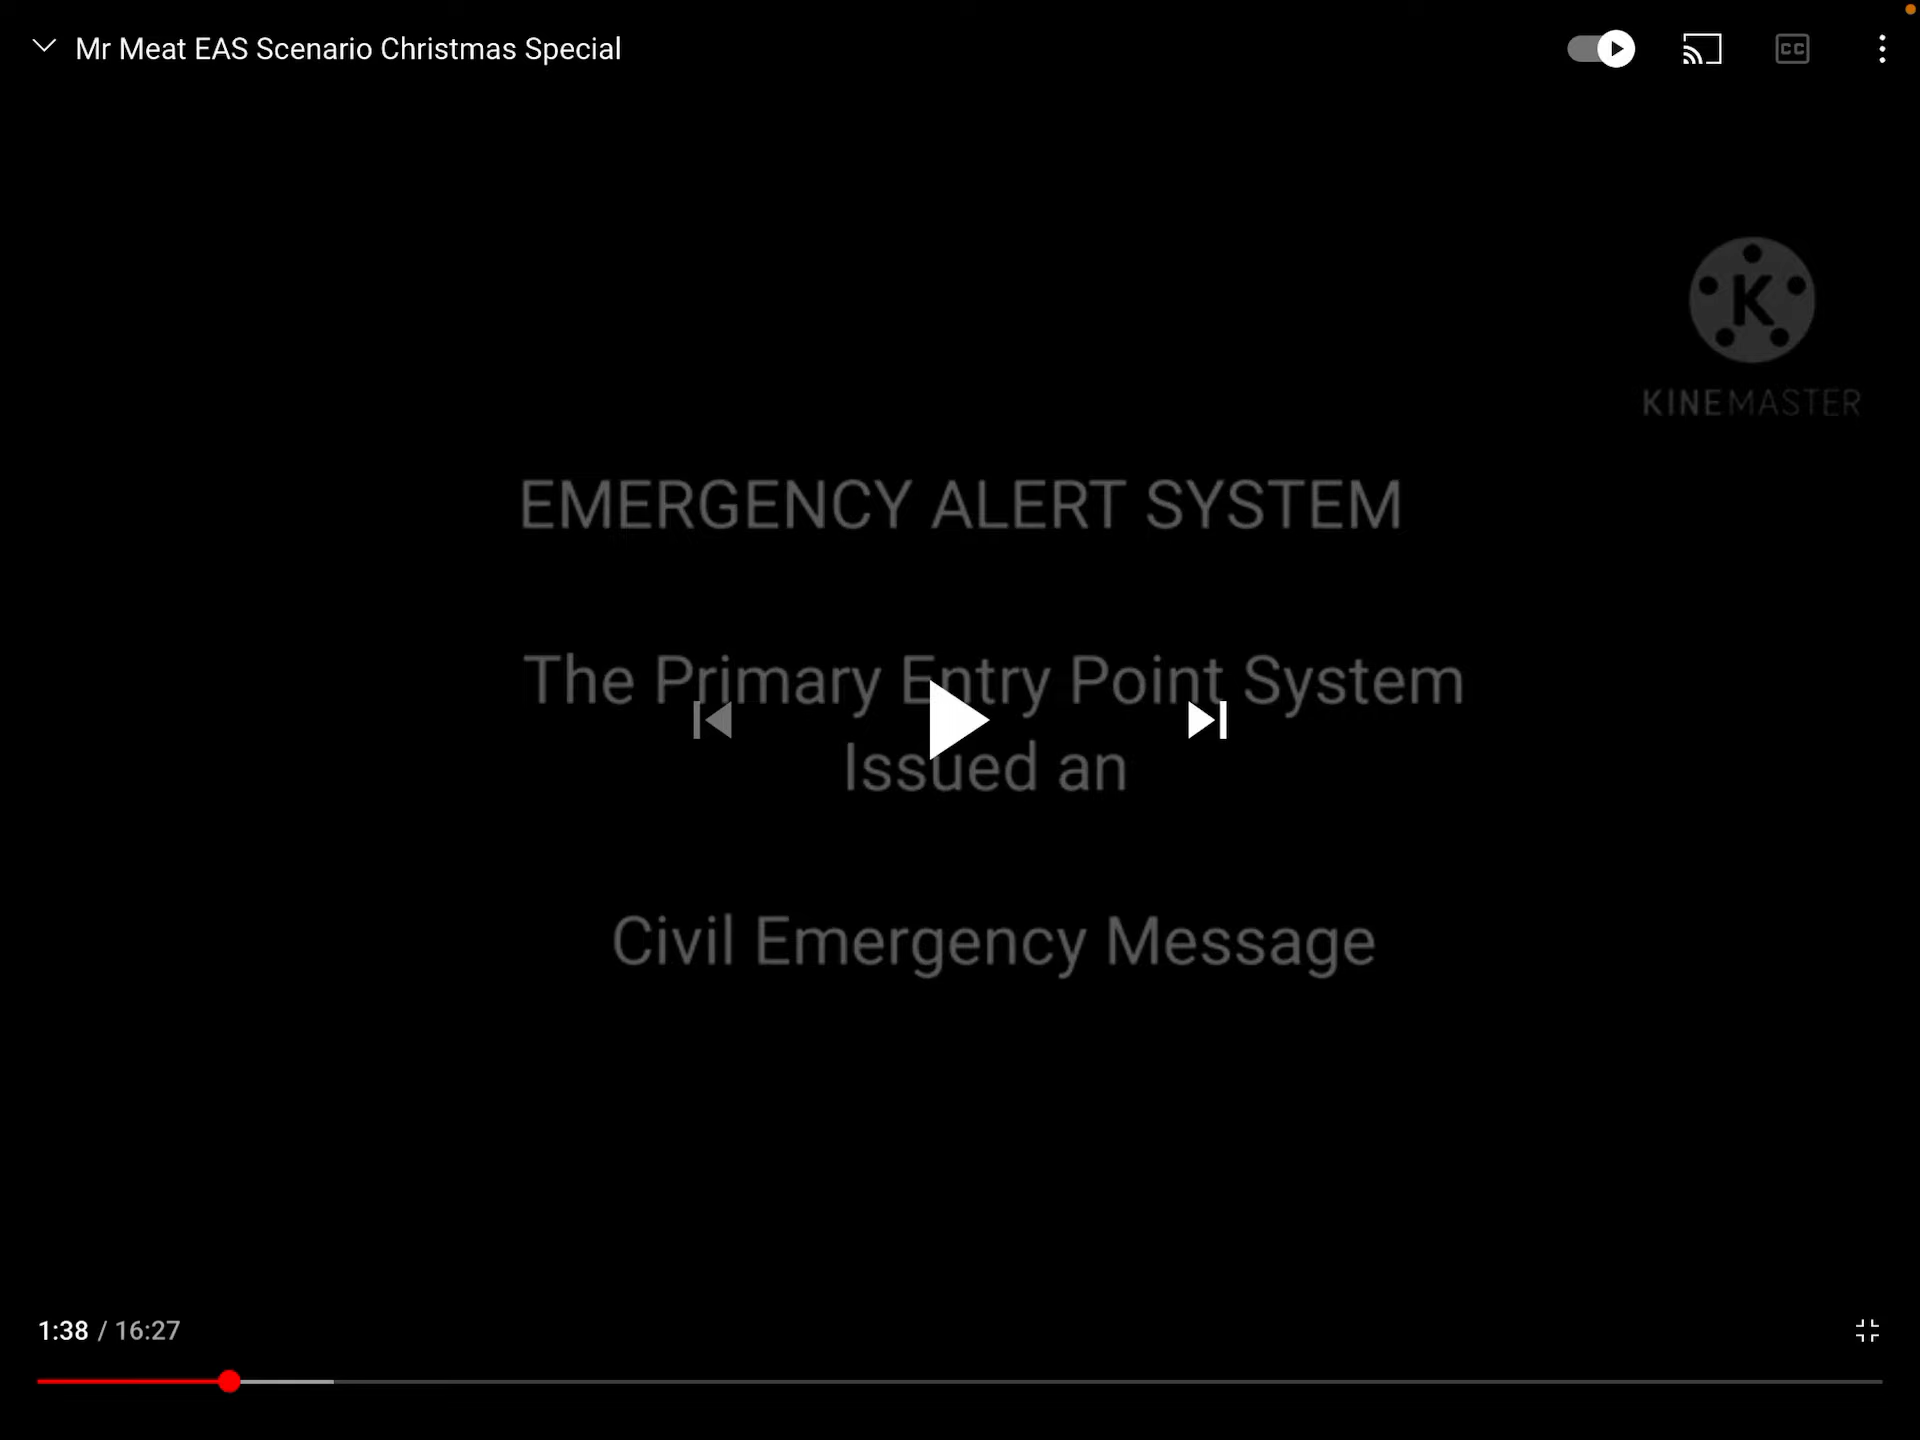 Mr Meat EAS Scenario Christmas Special
CC
K
KINEMASTER
EMERGENCY ALERT SYSTEM
The Primary Entry Point System
Issued an
Civil Emergency Message
1:38 / 16:27